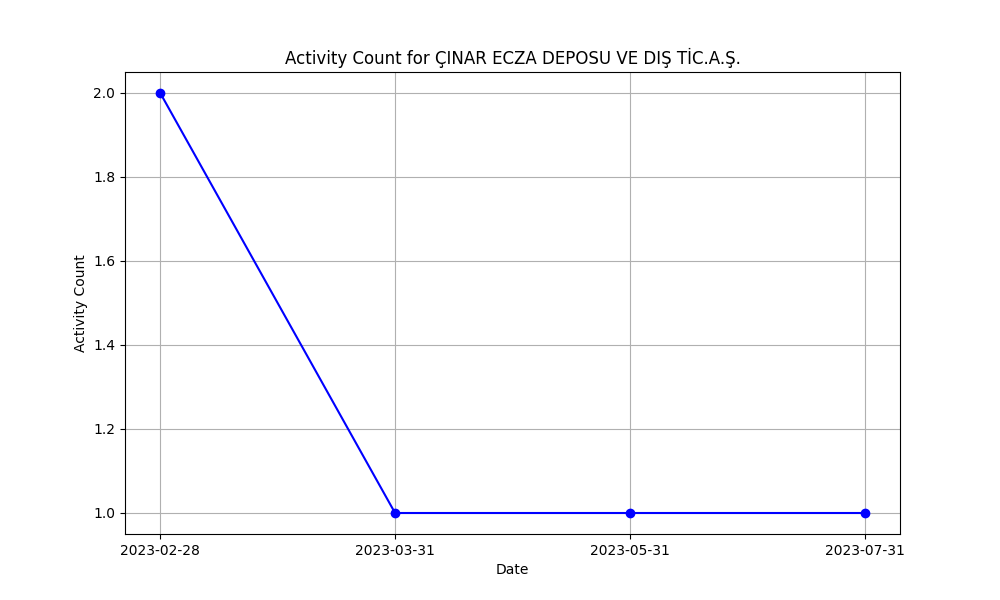 Activity Count for ÇINAR ECZA DEPOSU VE DIŞ TİC.A.Ş.
2.0
1.8
1.6
1.4
1.2
1.0
Activity Count
2023-02-28 2023-03-31 2023-05-31 2023-07-31
Date